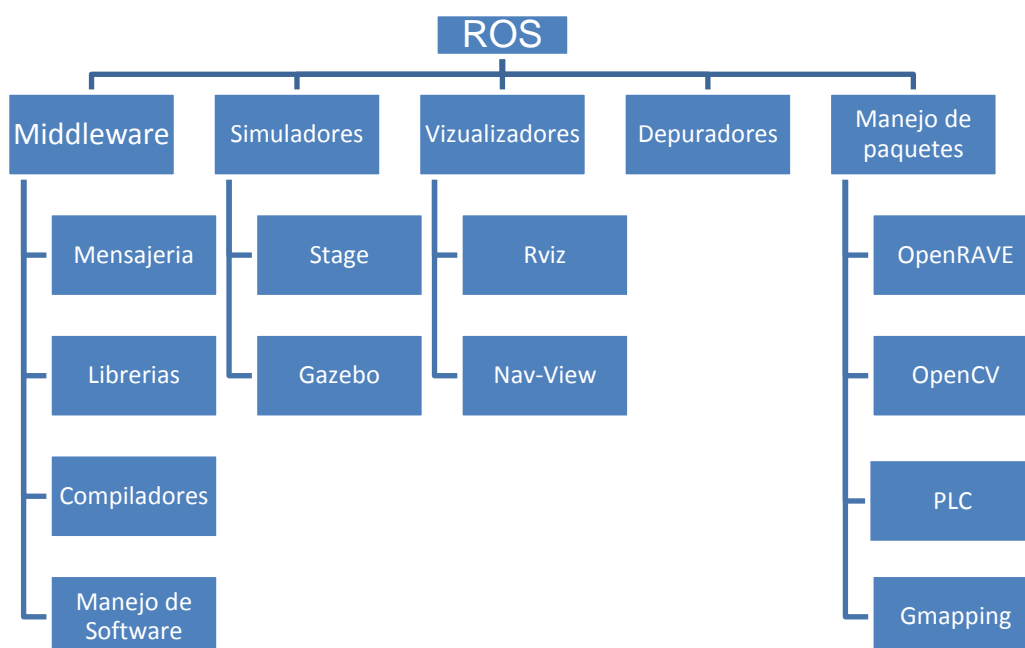 ROS
Middleware
Simuladores
Vizualizadores
Depuradores
Manejo de
paquetes
Mensajeria
Stage
Rviz
OpenRAVE
Librerias
Gazebo
Nav-View
OpenCV
Compiladores
PLC
Manejo de
Software
Gmapping